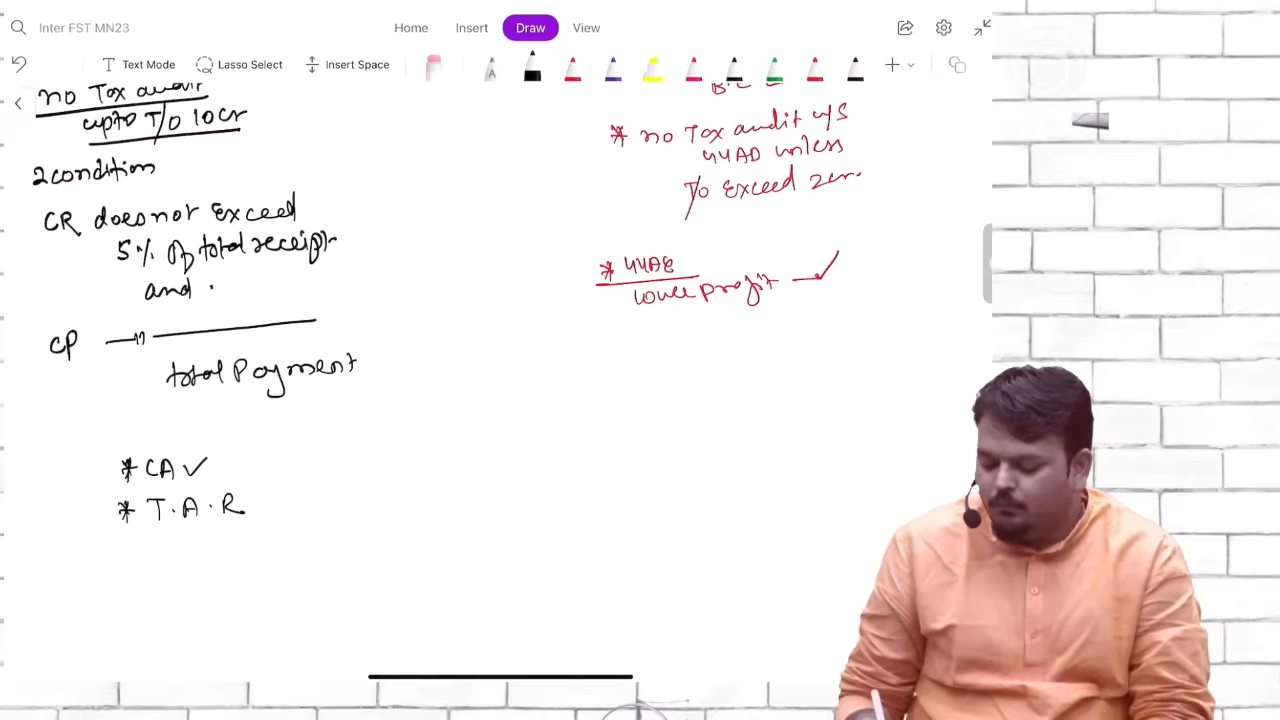 Inter FST MN23
Home Insert Draw View
Text Mode Lasso Select Insert Space
no Tax audit
upto T/O 10Cr
2condition
CR does not Exceed
5% of total receipt
and
CP —"—
total Payment
* CA ✓
* T.A.R
* no Tax audit u/s
44AD unless
T/O Exceed 2cr.
* 44AE
lower profit — ✓